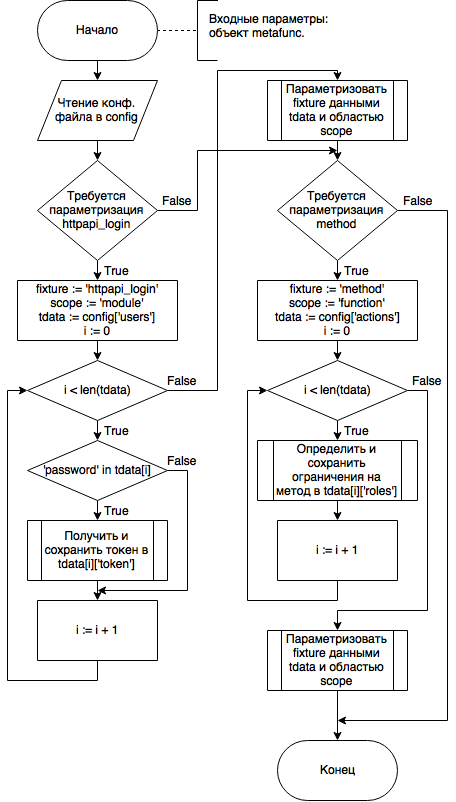 Начало
Входные параметры:
объект metafunc.
Чтение конф.
файла в config
Требуется
параметризация
httpapi_login
False
True
fixture := 'httpapi_login'
scope := 'module'
tdata := config['users']
i := 0
i < len(tdata)
False
True
'password' in tdata[i]
False
True
Получить и
сохранить токен в
tdata[i]['token']
i := i + 1
Параметризовать
fixture данными
tdata и областью
scope
Требуется
параметризация
method
False
True
fixture := 'method'
scope := 'function'
tdata := config['actions']
i := 0
i < len(tdata)
False
True
Определить и
сохранить
ограничения на
метод в tdata[i]['roles']
i := i + 1
Параметризовать
fixture данными
tdata и областью
scope
Конец